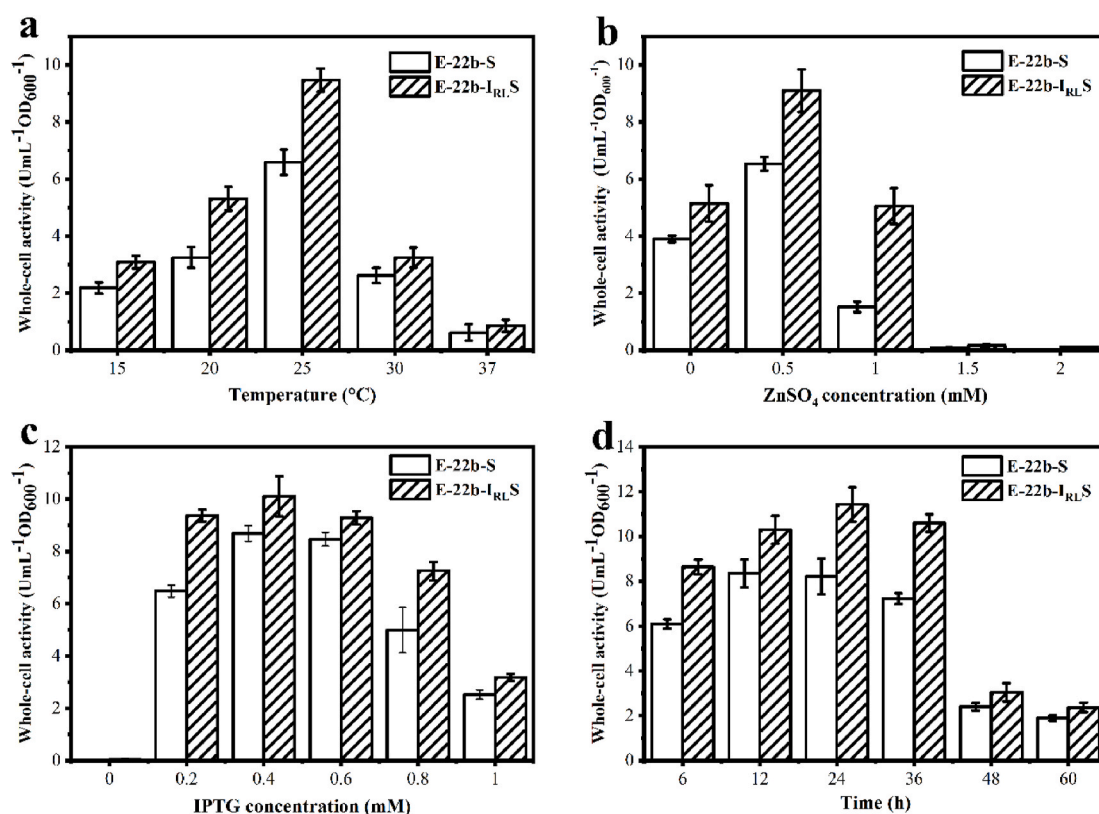 a
Whole-cell activity (UmL⁻¹OD₆₀₀⁻¹)
10
8
6
4
2
0
E-22b-S
E-22b-I_RLS
15 20 25 30 37
Temperature (°C)
b
Whole-cell activity (UmL⁻¹OD₆₀₀⁻¹)
10
8
6
4
2
0
E-22b-S
E-22b-I_RLS
0 0.5 1 1.5 2
ZnSO₄ concentration (mM)
c
Whole-cell activity (UmL⁻¹OD₆₀₀⁻¹)
12
10
8
6
4
2
0
E-22b-S
E-22b-I_RLS
0 0.2 0.4 0.6 0.8 1
IPTG concentration (mM)
d
Whole-cell activity (UmL⁻¹OD₆₀₀⁻¹)
14
12
10
8
6
4
2
0
E-22b-S
E-22b-I_RLS
6 12 24 36 48 60
Time (h)